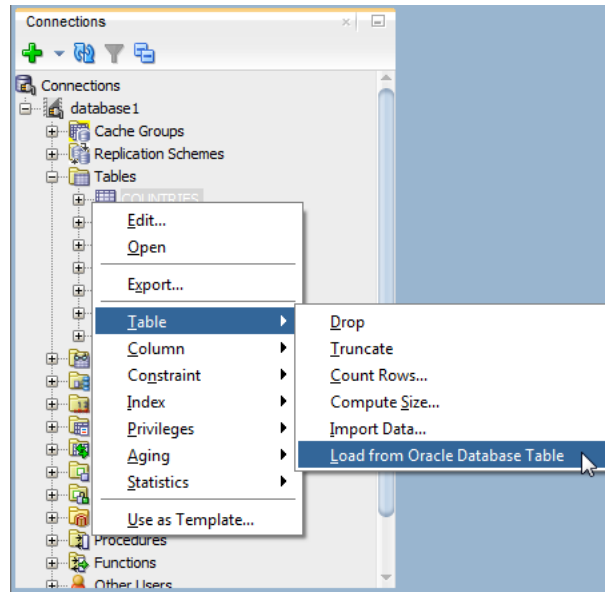 Connections
Connections
database1
Cache Groups
Replication Schemes
Tables
COUNTRIES
Edit...
Open
Export...
Table
Column
Constraint
Index
Privileges
Aging
Statistics
Use as Template...
Drop
Truncate
Count Rows...
Compute Size...
Import Data...
Load from Oracle Database Table
Procedures
Functions
Other Users